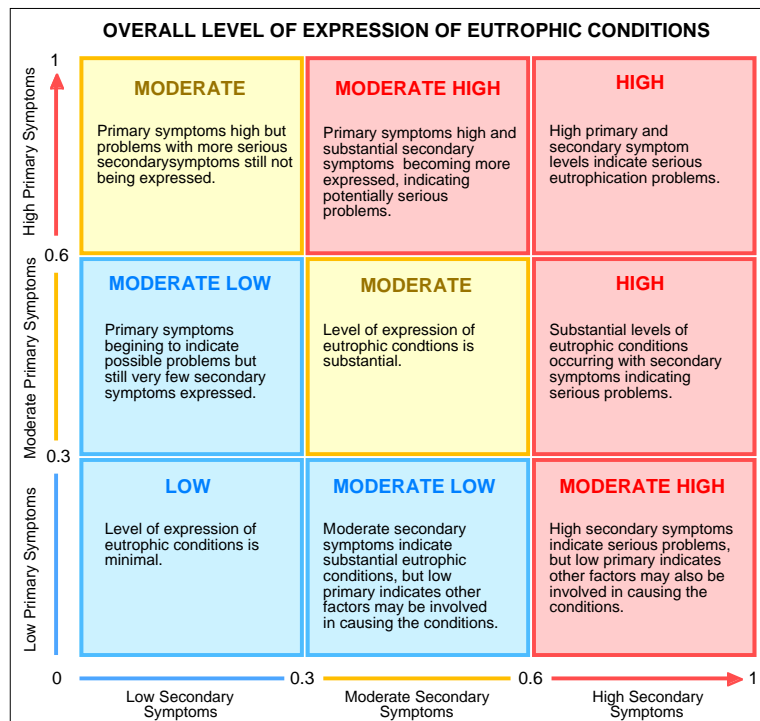 OVERALL LEVEL OF EXPRESSION OF EUTROPHIC CONDITIONS
1
High Primary Symptoms
MODERATE
Primary symptoms high but
problems with more serious
secondarysymptoms still not
being expressed.
MODERATE HIGH
Primary symptoms high and
substantial secondary
symptoms becoming more
expressed, indicating
potentially serious
problems.
HIGH
High primary and
secondary symptom
levels indicate serious
eutrophication problems.
0.6
Moderate Primary Symptoms
MODERATE LOW
Primary symptoms
begining to indicate
possible problems but
still very few secondary
symptoms expressed.
MODERATE
Level of expression of
eutrophic condtions is
substantial.
HIGH
Substantial levels of
eutrophic conditions
occurring with secondary
symptoms indicating
serious problems.
0.3
Low Primary Symptoms
LOW
Level of expression of
eutrophic conditions is
minimal.
MODERATE LOW
Moderate secondary
symptoms indicate
substantial eutrophic
conditions, but low
primary indicates other
factors may be involved
in causing the conditions.
MODERATE HIGH
High secondary symptoms
indicate serious problems,
but low primary indicates
other factors may also be
involved in causing the
conditions.
0
0.3
0.6
1
Low Secondary
Symptoms
Moderate Secondary
Symptoms
High Secondary
Symptoms